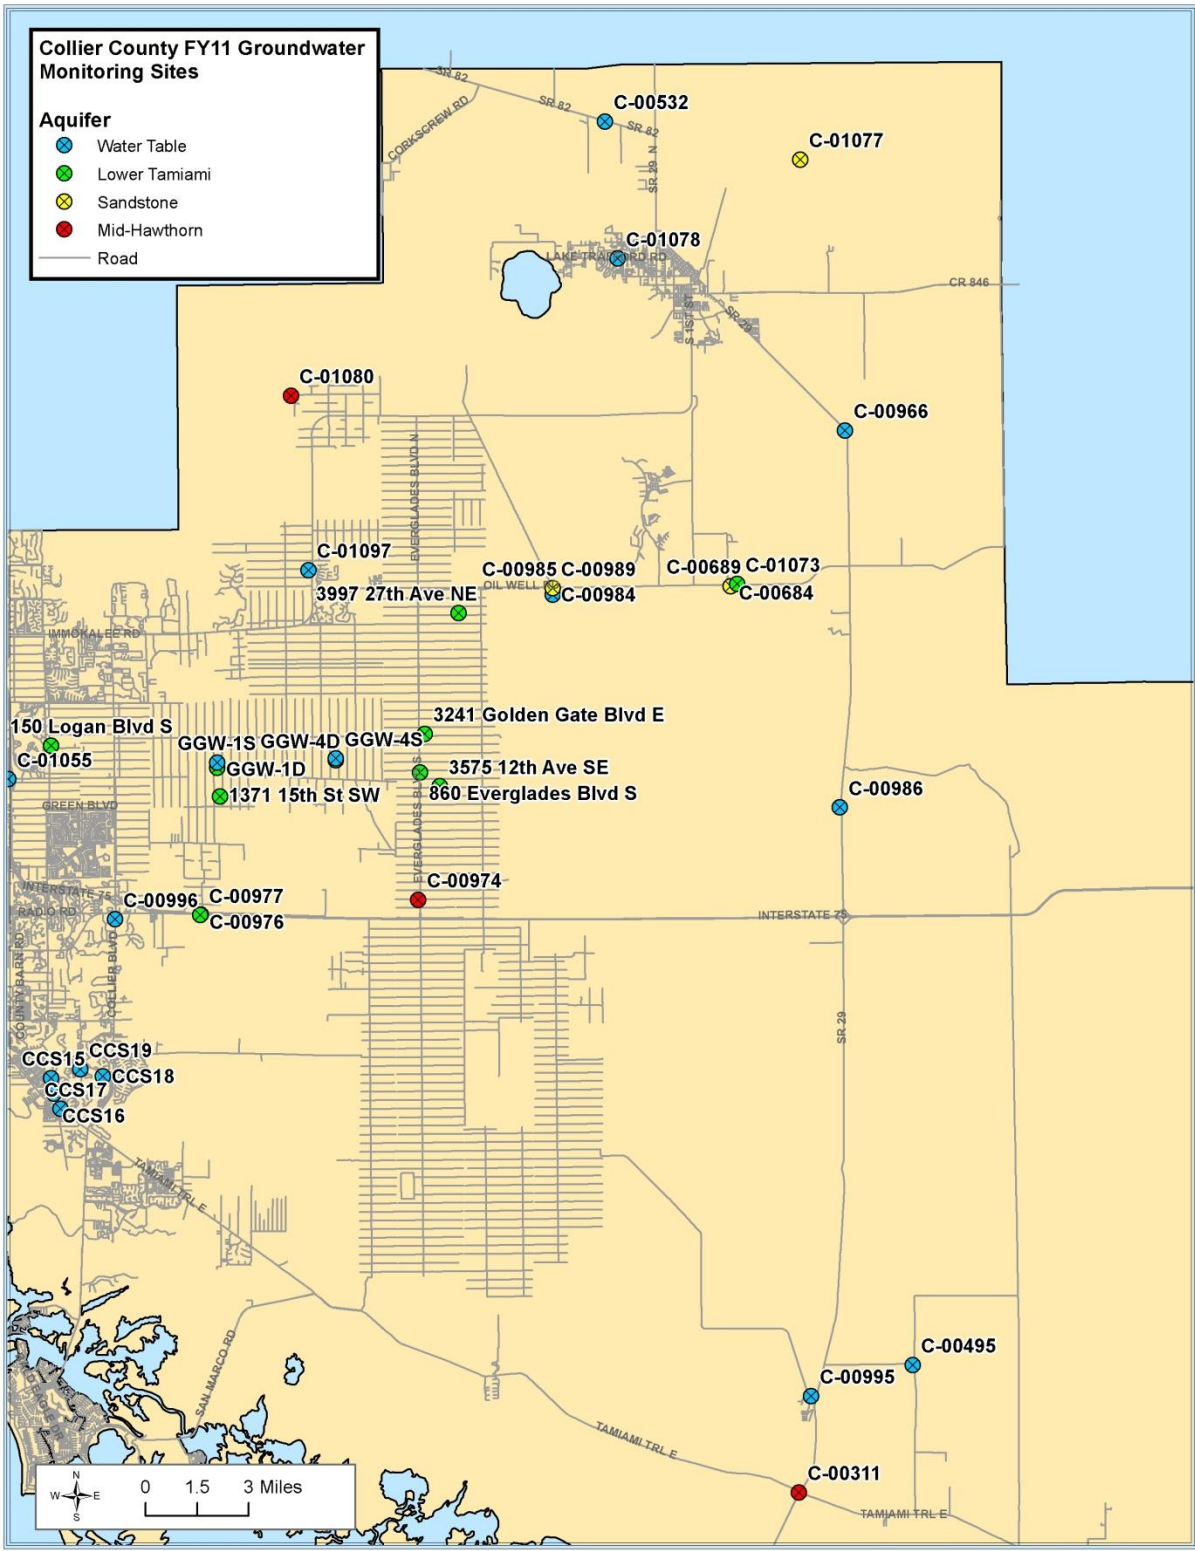 Collier County FY11 Groundwater
Monitoring Sites
Aquifer
Water Table
Lower Tamiami
Sandstone
Mid-Hawthorn
Road
SR 82
CORKSCREW RD
SR 82
C-00532
SR 82
SR 29 N
C-01077
C-01078
LAKE TRAFFORD RD
CR 846
S 1ST ST
SR 29
C-01080
C-00966
EVERGLADES BLVD N
C-01097
C-00985 C-00989
C-00689 C-01073
OIL WELL
3997 27th Ave NE
C-00984
C-00684
IMMOKALEE RD
3241 Golden Gate Blvd E
150 Logan Blvd S
GGW-1S GGW-4D GGW-4S
C-01055
GGW-1D
3575 12th Ave SE
860 Everglades Blvd S
1371 15th St SW
C-00986
GREEN BLVD
EVERGLADES BLVD S
C-00974
INTERSTATE 75
C-00996
C-00977
RADIO RD
C-00976
INTERSTATE 75
COUNTY BARN RD
COLLIER BLVD
SR 29
CCS19
CCS15
CCS18
CCS17
CCS16
TAMIAMI TRL E
SAN MARCO RD
C-00495
C-00995
TAMIAMI TRL E
C-00311
TAMIAMI TRL E
N
W E
S
0 1.5 3 Miles